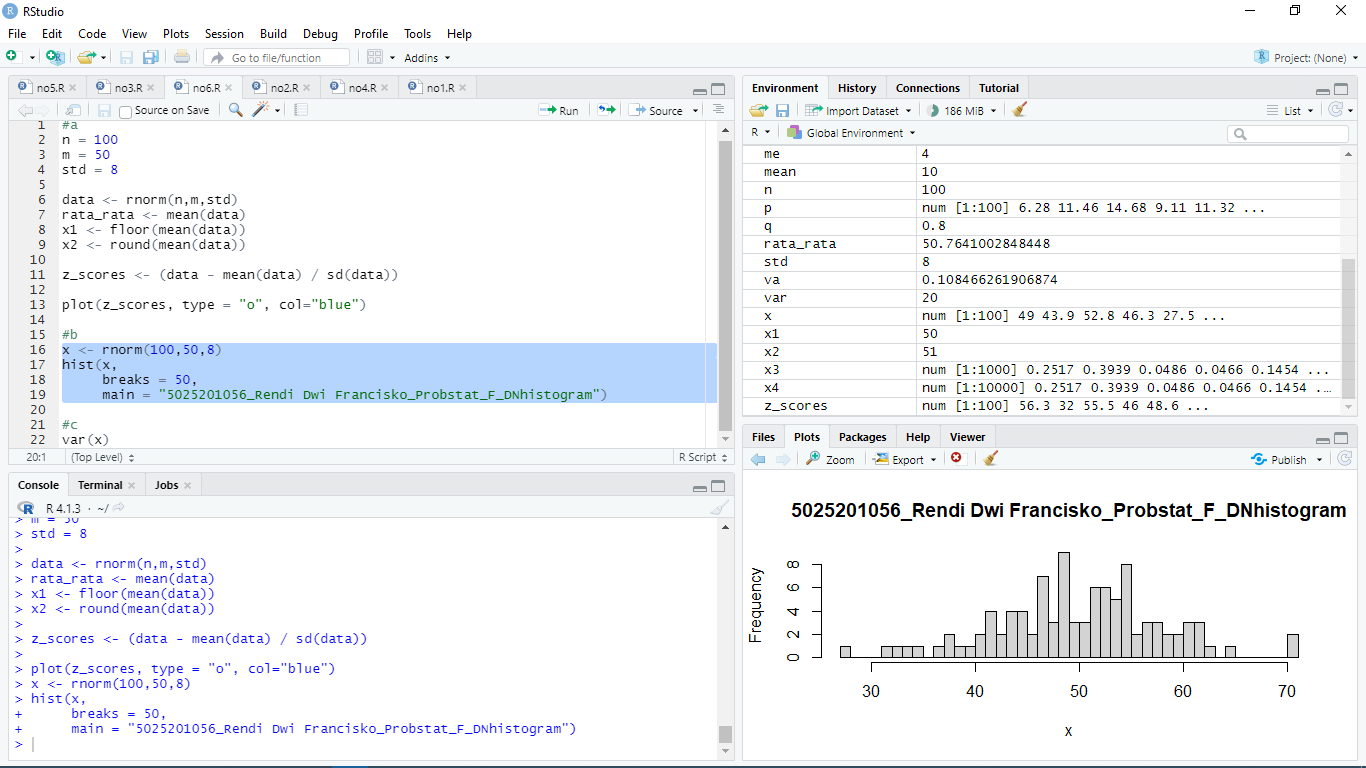 RStudio
File Edit Code View Plots Session Build Debug Profile Tools Help
Go to file/function Addins Project: (None)
no5.R no3.R no6.R no2.R no4.R no1.R
Source on Save Run Source
1 #a
2 n = 100
3 m = 50
4 std = 8
5
6 data <- rnorm(n,m,std)
7 rata_rata <- mean(data)
8 x1 <- floor(mean(data))
9 x2 <- round(mean(data))
10
11 z_scores <- (data - mean(data) / sd(data))
12
13 plot(z_scores, type = "o", col="blue")
14
15 #b
16 x <- rnorm(100,50,8)
17 hist(x,
18 breaks = 50,
19 main = "5025201056_Rendi Dwi Francisko_Probstat_F_DNhistogram")
20
21 #c
22 var(x)
20:1 (Top Level) R Script
Console Terminal Jobs
R 4.1.3 · ~/
> m = 50
> std = 8
>
> data <- rnorm(n,m,std)
> rata_rata <- mean(data)
> x1 <- floor(mean(data))
> x2 <- round(mean(data))
>
> z_scores <- (data - mean(data) / sd(data))
>
> plot(z_scores, type = "o", col="blue")
> x <- rnorm(100,50,8)
> hist(x,
+ breaks = 50,
+ main = "5025201056_Rendi Dwi Francisko_Probstat_F_DNhistogram")
>
Environment History Connections Tutorial
Import Dataset 186 MiB List
R Global Environment
me 4
mean 10
n 100
p num [1:100] 6.28 11.46 14.68 9.11 11.32 ...
q 0.8
rata_rata 50.7641002848448
std 8
va 0.108466261906874
var 20
x num [1:100] 49 43.9 52.8 46.3 27.5 ...
x1 50
x2 51
x3 num [1:1000] 0.2517 0.3939 0.0486 0.0466 0.1454 ...
x4 num [1:10000] 0.2517 0.3939 0.0486 0.0466 0.1454 ...
z_scores num [1:100] 56.3 32 55.5 46 48.6 ...
Files Plots Packages Help Viewer
Zoom Export Publish
5025201056_Rendi Dwi Francisko_Probstat_F_DNhistogram
Frequency
8
6
4
2
0
30 40 50 60 70
x